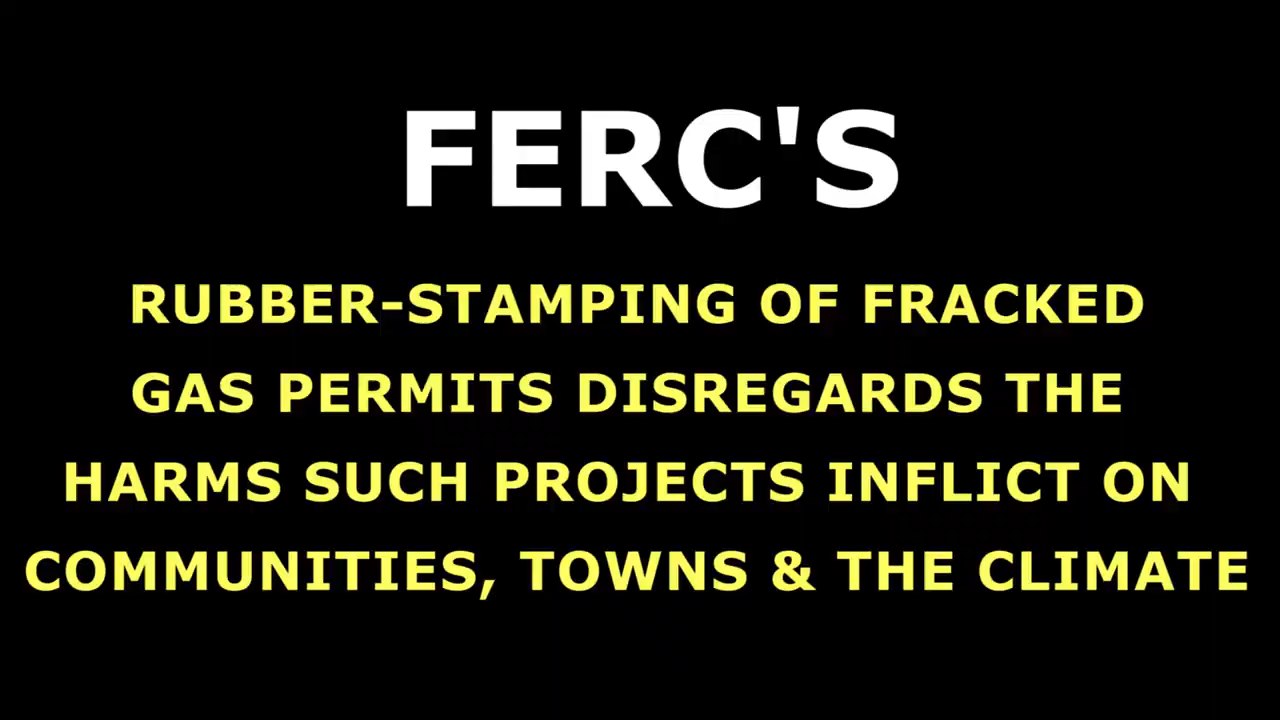 FERC'S
RUBBER-STAMPING OF FRACKED
GAS PERMITS DISREGARDS THE
HARMS SUCH PROJECTS INFLICT ON
COMMUNITIES, TOWNS & THE CLIMATE